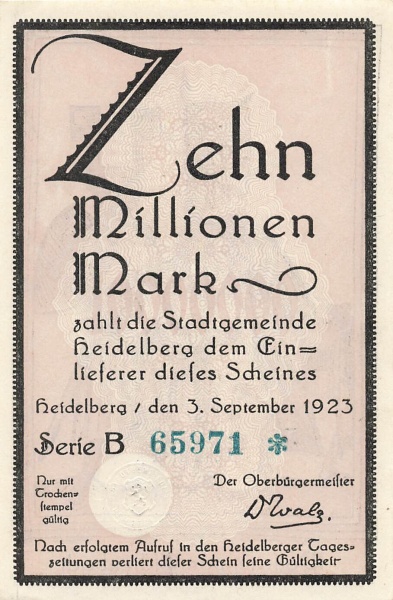 Zehn
Millionen
Mark
zahlt die Stadtgemeinde
Heidelberg dem Ein=
lieferer dieses Scheines
Heidelberg / den 3. September 1923
Serie B 65971 *
Nur mit
Trocken=
stempel
gültig
Der Oberbürgermeister
Dr Walz.
Nach erfolgtem Aufruf in den Heidelberger Tages=
zeitungen verliert dieser Schein seine Gültigkeit